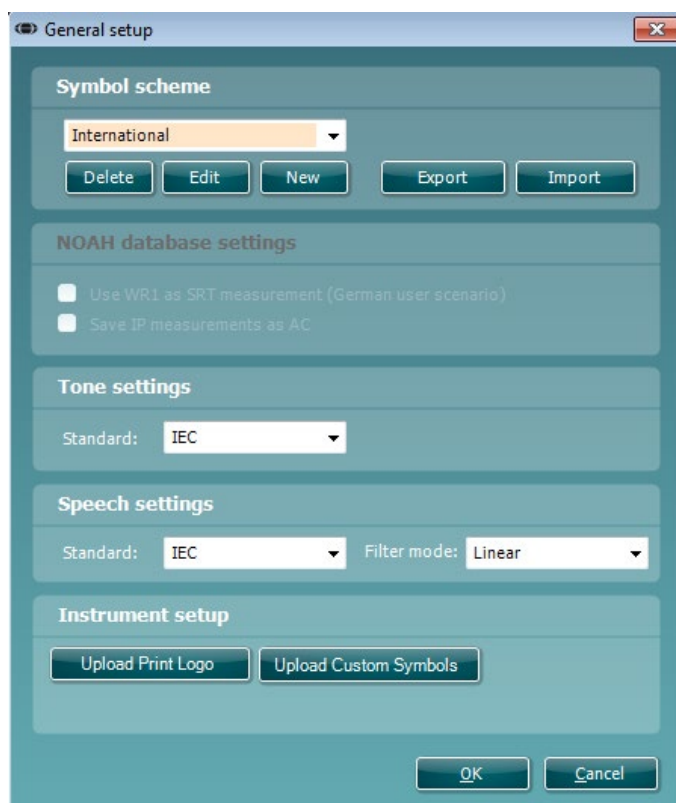 General setup
Symbol scheme
International
Delete Edit New Export Import
NOAH database settings
Use WR1 as SRT measurement (German user scenario)
Save IP measurements as AC
Tone settings
Standard: IEC
Speech settings
Standard: IEC Filter mode: Linear
Instrument setup
Upload Print Logo Upload Custom Symbols
OK Cancel